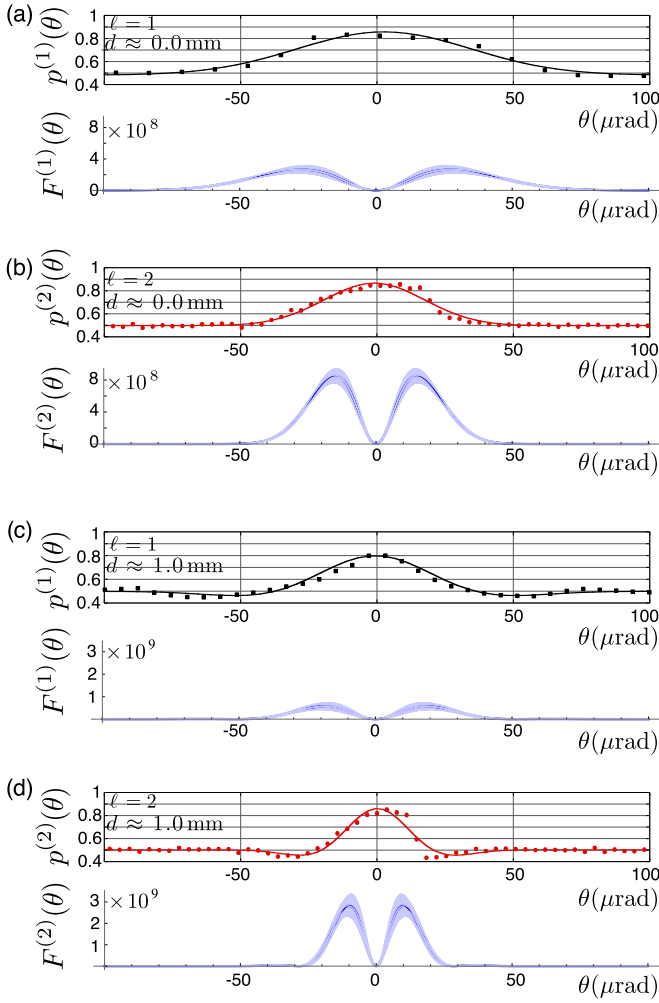 (a)
p^(1)(θ)
1
0.8
0.6
0.4
ℓ = 1
d ≈ 0.0 mm
-50 0 50 100
θ(μrad)
F^(1)(θ)
8
4
0
×10^8
-50 0 50
θ(μrad)
(b)
p^(2)(θ)
1
0.8
0.6
0.4
ℓ = 2
d ≈ 0.0 mm
-50 0 50 100
θ(μrad)
F^(2)(θ)
8
4
0
×10^8
-50 0 50
θ(μrad)
(c)
p^(1)(θ)
1
0.8
0.6
0.4
ℓ = 1
d ≈ 1.0 mm
-50 0 50 100
θ(μrad)
F^(1)(θ)
3
2
1
×10^9
-50 0 50
θ(μrad)
(d)
p^(2)(θ)
1
0.8
0.6
0.4
ℓ = 2
d ≈ 1.0 mm
-50 0 50 100
θ(μrad)
F^(2)(θ)
3
2
1
×10^9
-50 0 50
θ(μrad)